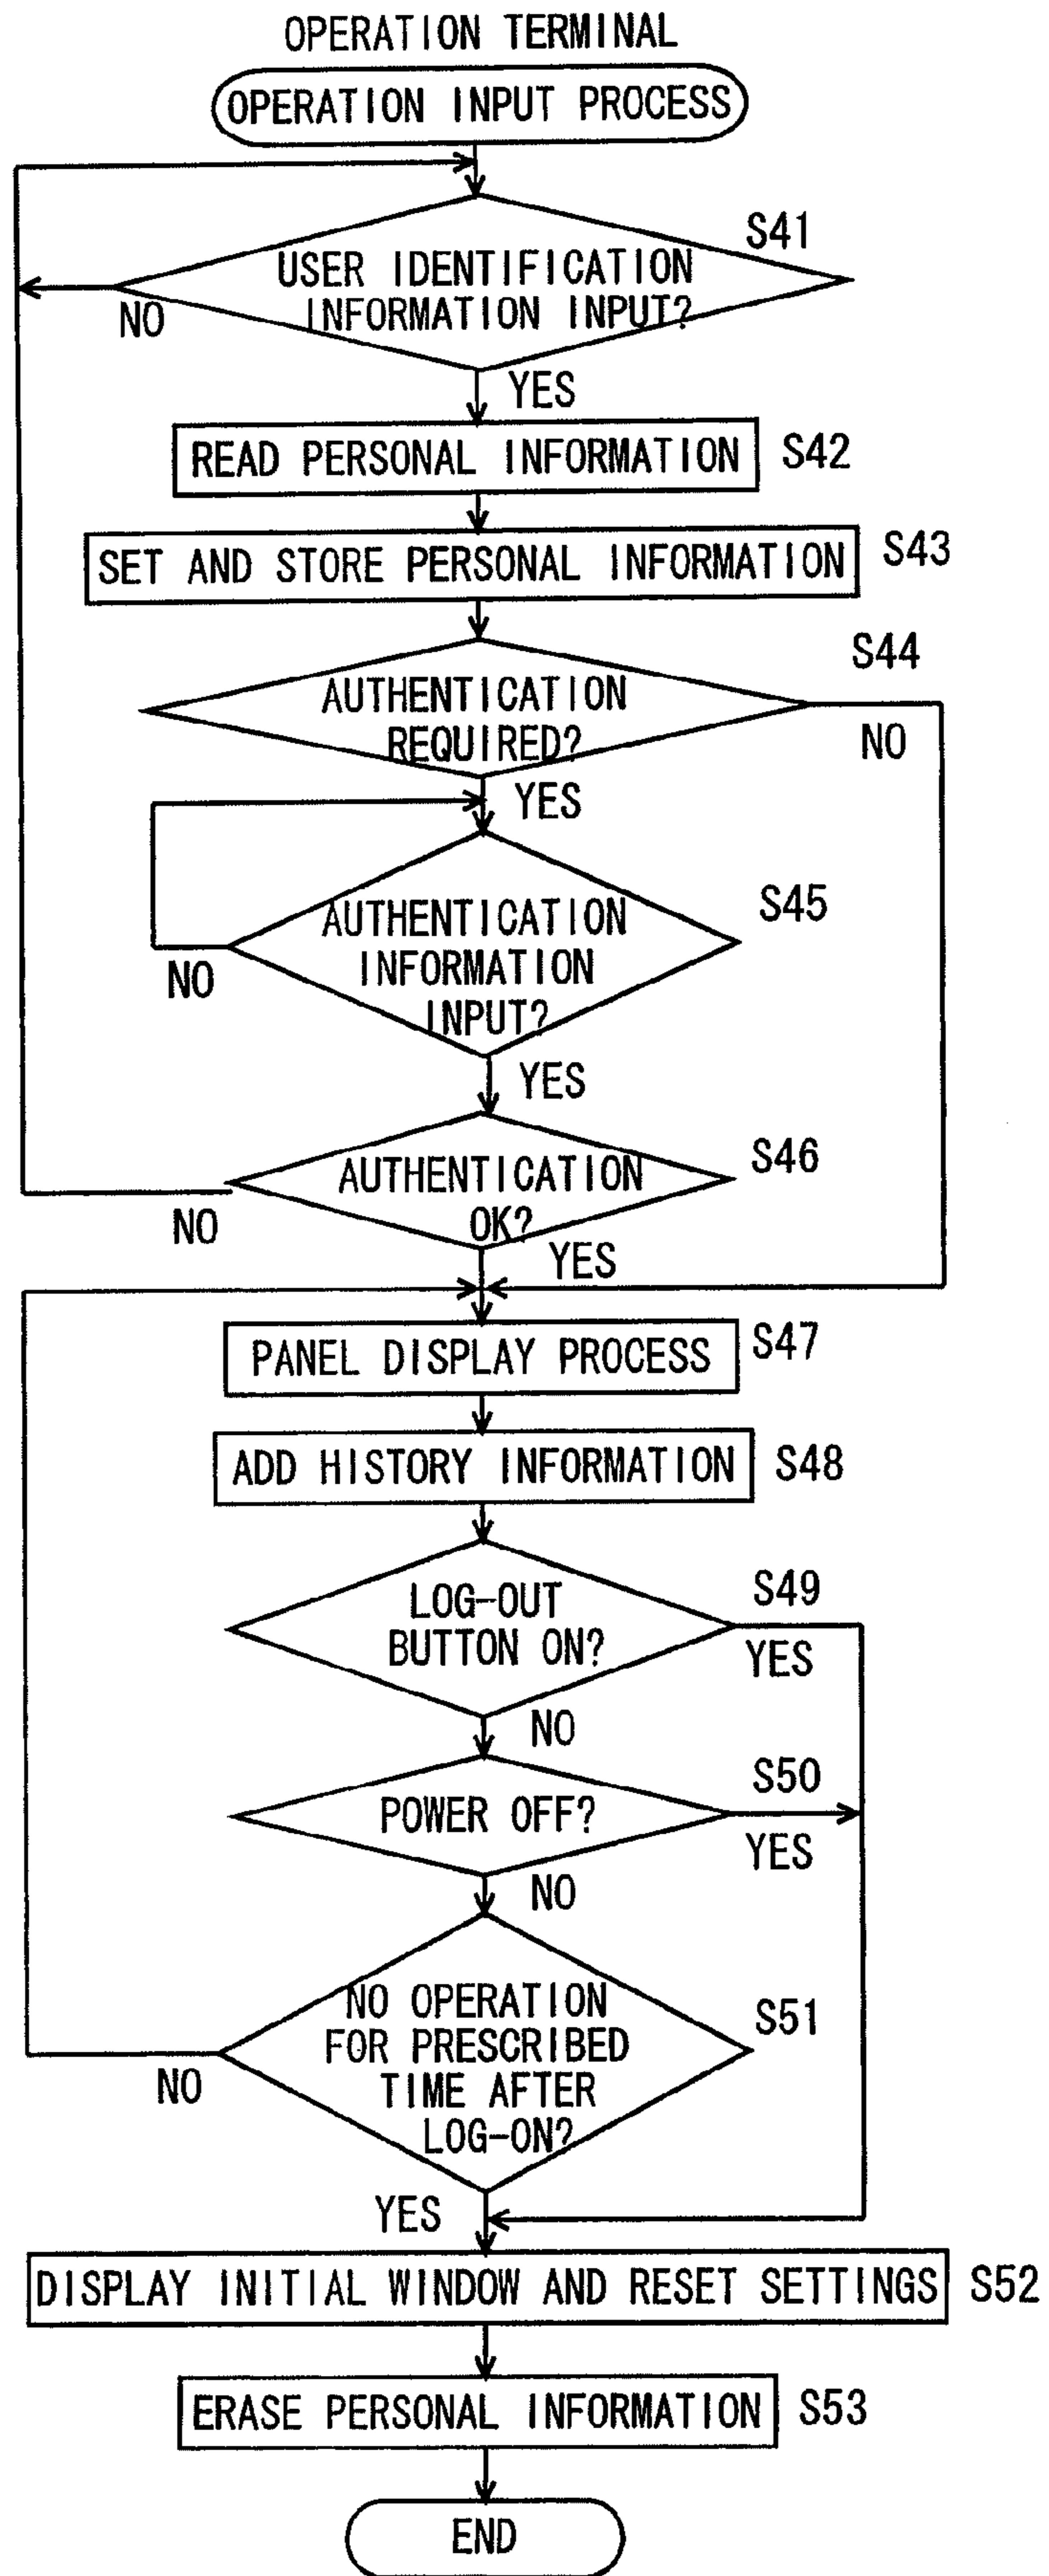 OPERATION TERMINAL
OPERATION INPUT PROCESS
S41
USER IDENTIFICATION
INFORMATION INPUT?
NO
YES
READ PERSONAL INFORMATION
S42
SET AND STORE PERSONAL INFORMATION
S43
S44
AUTHENTICATION
REQUIRED?
NO
YES
S45
AUTHENTICATION
INFORMATION
INPUT?
NO
YES
S46
AUTHENTICATION
OK?
NO
YES
PANEL DISPLAY PROCESS
S47
ADD HISTORY INFORMATION
S48
S49
LOG-OUT
BUTTON ON?
YES
NO
S50
POWER OFF?
YES
NO
NO OPERATION
FOR PRESCRIBED
TIME AFTER
LOG-ON?
S51
NO
YES
DISPLAY INITIAL WINDOW AND RESET SETTINGS
S52
ERASE PERSONAL INFORMATION
S53
END